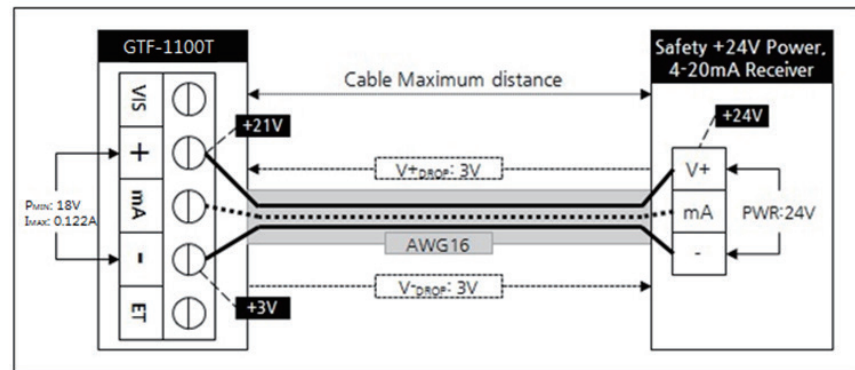 GTF-1100T
Safety +24V Power,
4-20mA Receiver
Cable Maximum distance
VIS
+
mA
-
ET
+21V
+24V
V+DROP: 3V
V+
mA
-
PMIN: 18V
IMAX: 0.122A
PWR:24V
AWG16
+3V
V-DROP: 3V